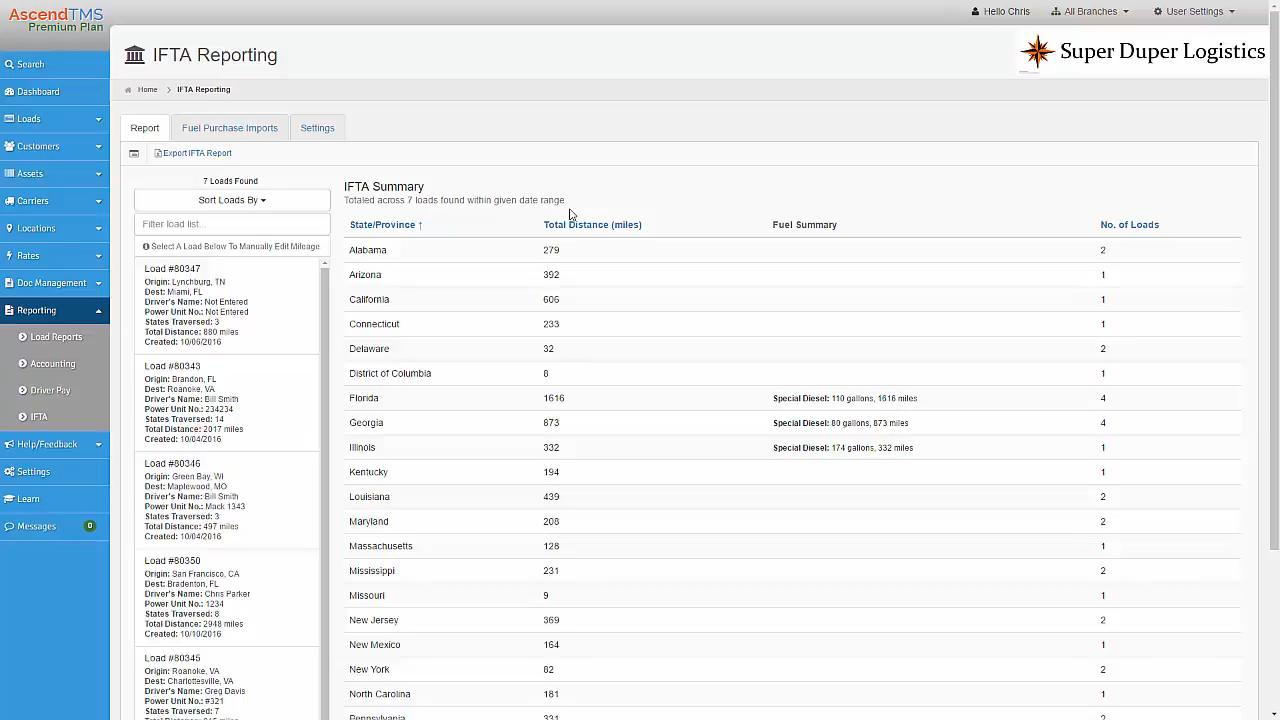 AscendTMS
Premium Plan
Hello Chris
All Branches
User Settings
IFTA Reporting
Super Duper Logistics
Home > IFTA Reporting
Search
Dashboard
Loads
Customers
Assets
Carriers
Locations
Rates
Doc Management
Reporting
Load Reports
Accounting
Driver Pay
IFTA
Help/Feedback
Settings
Learn
Messages 0
Report
Fuel Purchase Imports
Settings
Export IFTA Report
7 Loads Found
Sort Loads By
Filter load list...
Select A Load Below To Manually Edit Mileage
Load #80347
Origin: Lynchburg, TN
Dest: Miami, FL
Driver's Name: Not Entered
Power Unit No.: Not Entered
States Traversed: 3
Total Distance: 880 miles
Created: 10/06/2016
Load #80343
Origin: Brandon, FL
Dest: Roanoke, VA
Driver's Name: Bill Smith
Power Unit No.: 234234
States Traversed: 14
Total Distance: 2017 miles
Created: 10/04/2016
Load #80346
Origin: Green Bay, WI
Dest: Maplewood, MO
Driver's Name: Bill Smith
Power Unit No.: Mack 1343
States Traversed: 3
Total Distance: 497 miles
Created: 10/04/2016
Load #80350
Origin: San Francisco, CA
Dest: Bradenton, FL
Driver's Name: Chris Parker
Power Unit No.: 1234
States Traversed: 8
Total Distance: 2948 miles
Created: 10/10/2016
Load #80345
Origin: Roanoke, VA
Dest: Charlottesville, VA
Driver's Name: Greg Davis
Power Unit No.: #321
States Traversed: 7
IFTA Summary
Totaled across 7 loads found within given date range
State/Province ↑ Total Distance (miles) Fuel Summary No. of Loads
Alabama 279 2
Arizona 392 1
California 606 1
Connecticut 233 1
Delaware 32 2
District of Columbia 8 1
Florida 1616 Special Diesel: 110 gallons, 1616 miles 4
Georgia 873 Special Diesel: 80 gallons, 873 miles 4
Illinois 332 Special Diesel: 174 gallons, 332 miles 1
Kentucky 194 1
Louisiana 439 2
Maryland 208 2
Massachusetts 128 1
Mississippi 231 2
Missouri 9 1
New Jersey 369 2
New Mexico 164 1
New York 82 2
North Carolina 181 1
Pennsylvania 331